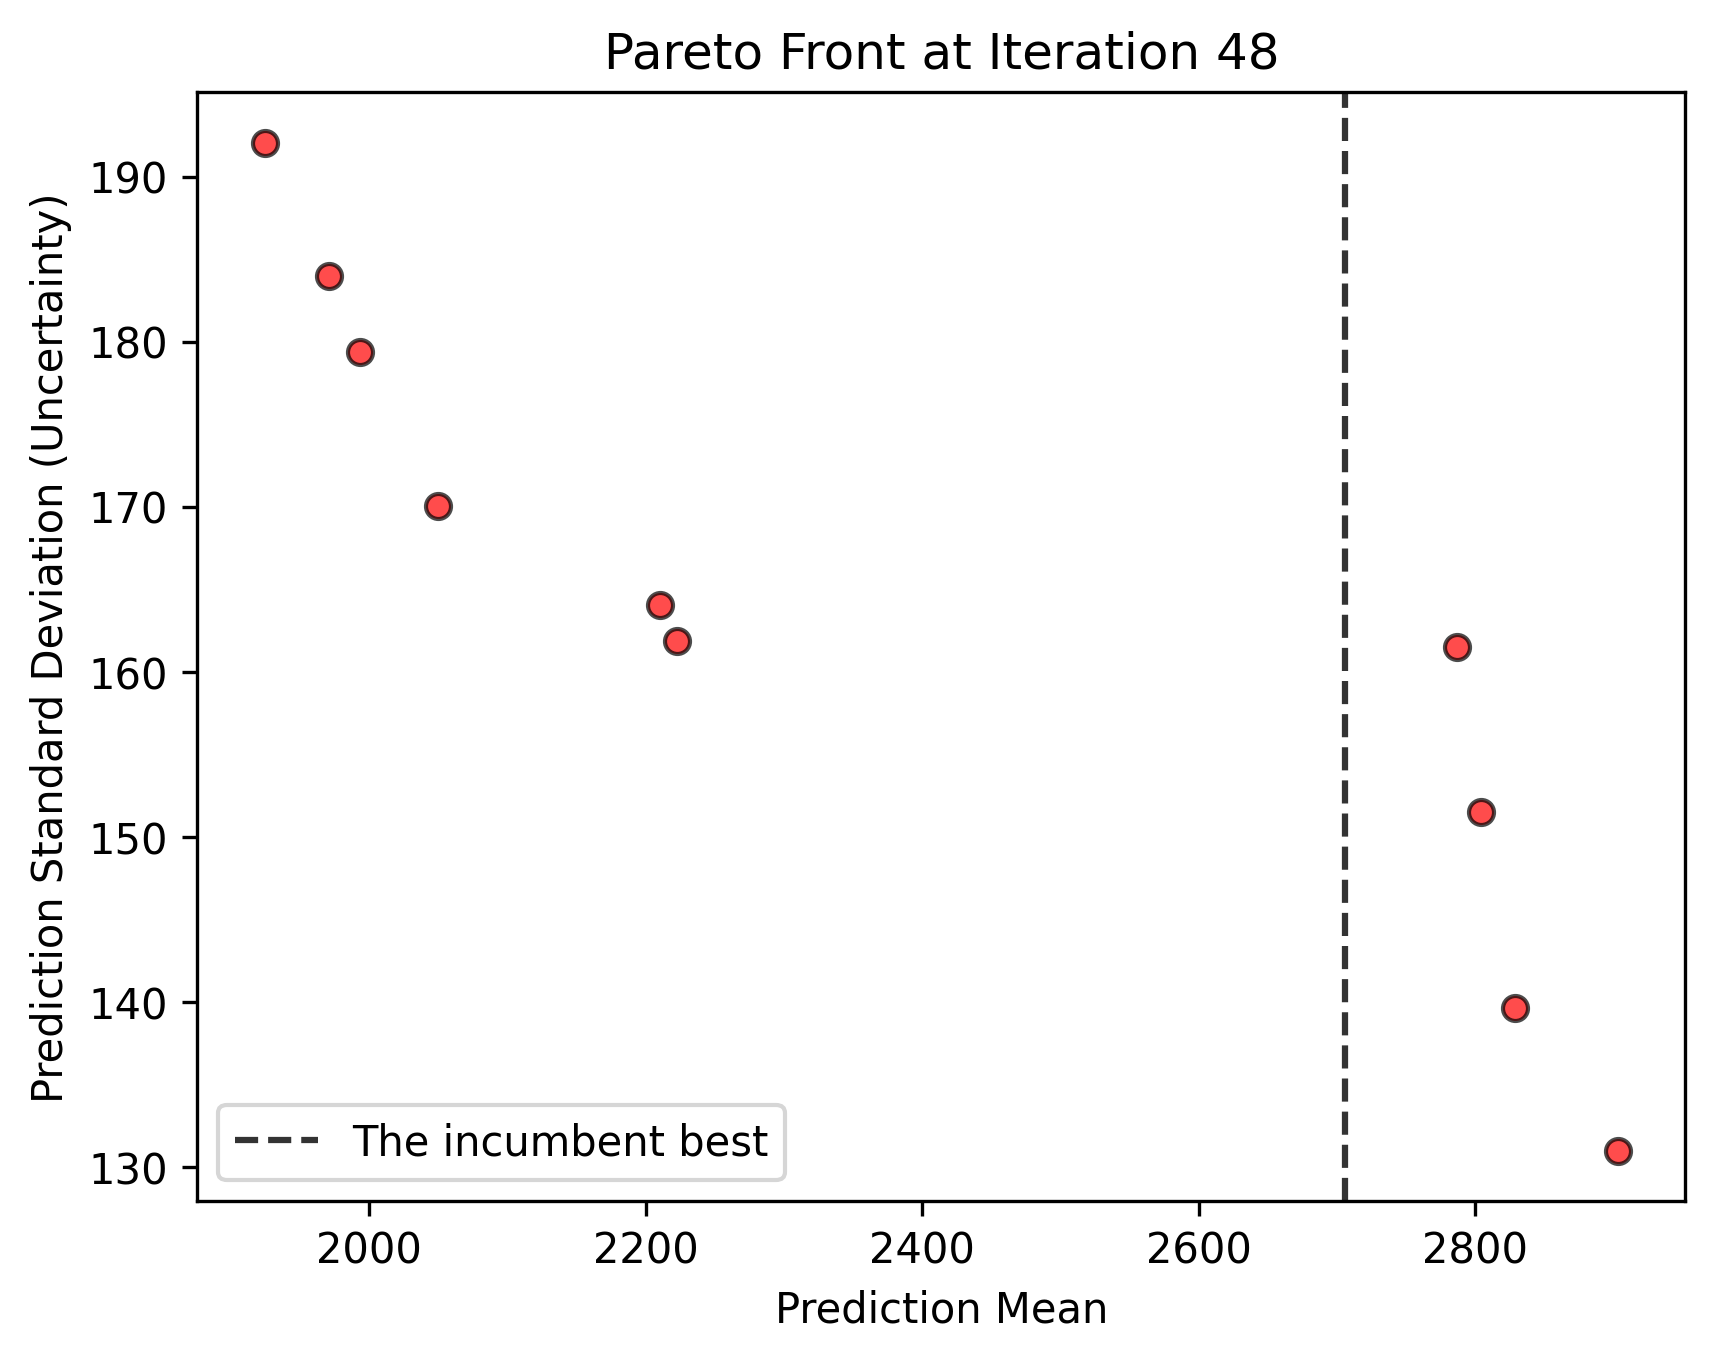 Pareto Front at Iteration 48
Prediction Standard Deviation (Uncertainty)
190
180
170
160
150
140
130
The incumbent best
2000 2200 2400 2600 2800
Prediction Mean